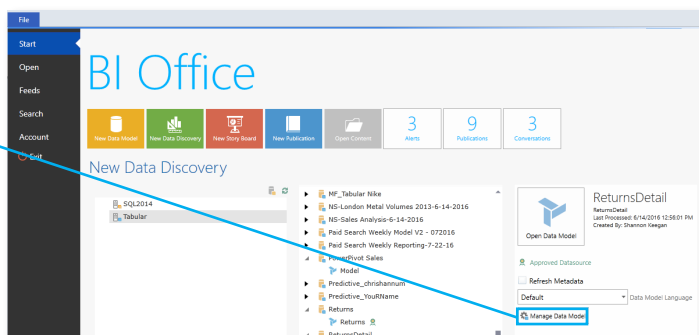 File
Start
Open
Feeds
Search
Account
Exit
BI Office
New Data Model
New Data Discovery
New Story Board
New Publication
Open Content
3
Alerts
9
Publications
3
Conversations
New Data Discovery
SQL2014
Tabular
MF_Tabular Nike
NS-London Metal Volumes 2013-6-14-2016
NS-Sales Analysis-6-14-2016
Paid Search Weekly Model V2 - 072016
Paid Search Weekly Reporting-7-22-16
PowerPivot Sales
Model
Predictive_chrishannum
Predictive_YouRName
Returns
Returns
ReturnsDetail
Open Data Model
ReturnsDetail
ReturnsDetail
Last Processed: 6/14/2016 12:56:01 PM
Created By: Shannon Keegan
Approved Datasource
Refresh Metadata
Default
Data Model Language
Manage Data Model